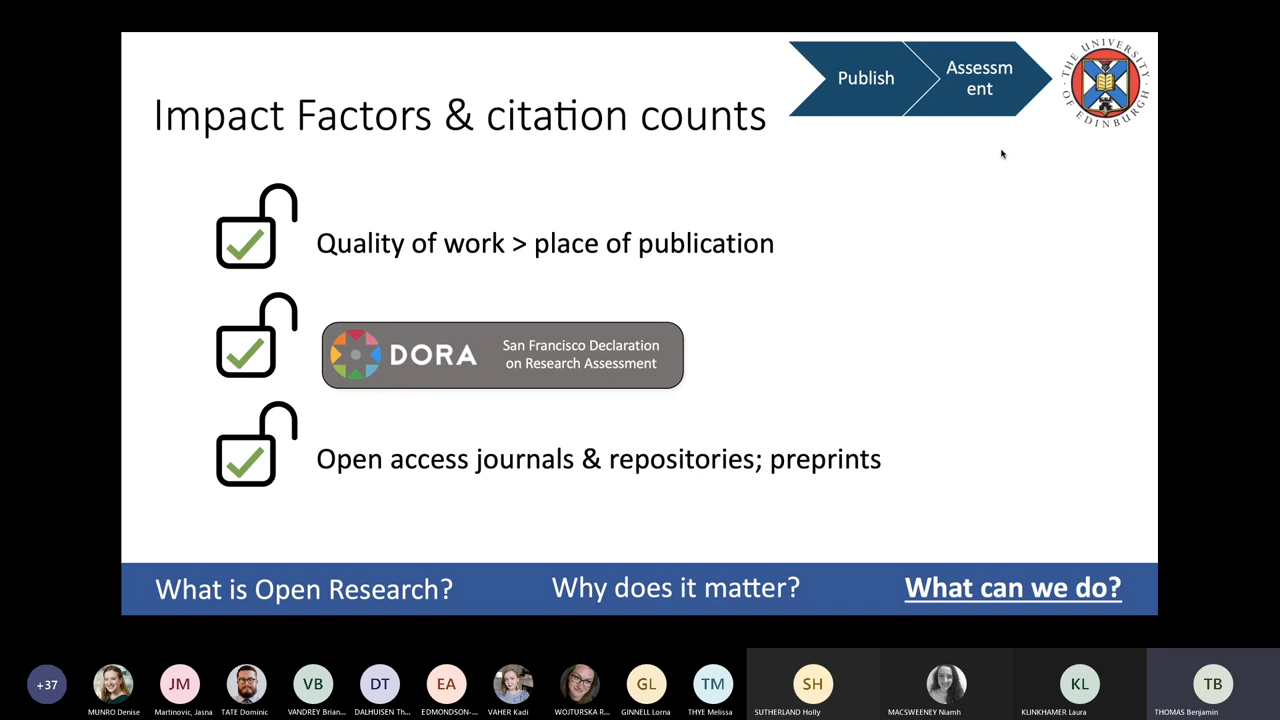 Publish
Assessm
ent
THE UNIVERSITY OF EDINBURGH
Impact Factors & citation counts
Quality of work > place of publication
DORA
San Francisco Declaration
on Research Assessment
Open access journals & repositories; preprints
What is Open Research?
Why does it matter?
What can we do?
+37
JM
VB
DT
EA
GL
TM
SH
KL
TB
MUNRO Denise
Martinovic, Jasna
TATE Dominic
VANDREY Brian...
DALHUISEN Th...
EDMONDSON-...
VAHER Kadi
WOJTURSKA R...
GINNELL Lorna
THYE Melissa
SUTHERLAND Holly
MACSWEENEY Niamh
KLINKHAMER Laura
THOMAS Benjamin